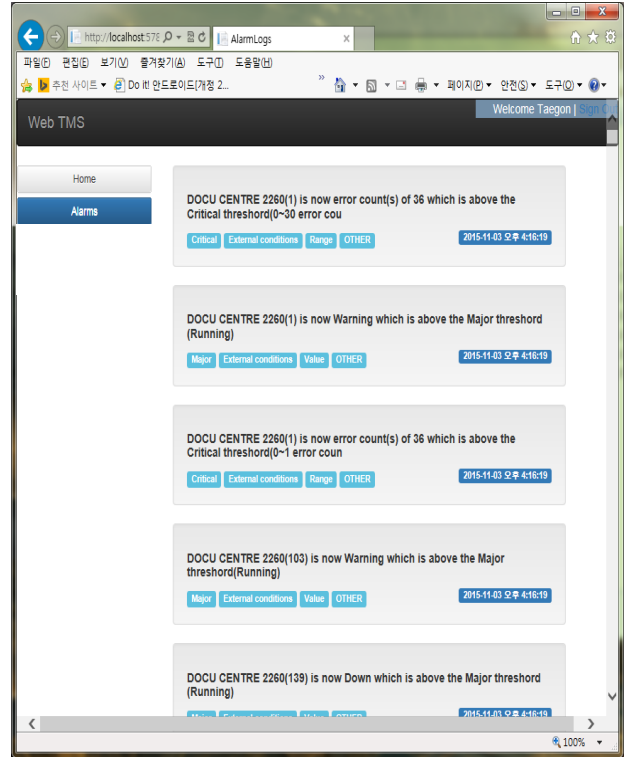 http://localhost:578
AlarmLogs
파일(F) 편집(E) 보기(V) 즐겨찾기(A) 도구(T) 도움말(H)
추천 사이트 Do it! 안드로이드[개정 2... 페이지(P) 안전(S) 도구(O)
Welcome Taegon | Sign
Web TMS
Home
Alarms
DOCU CENTRE 2260(1) is now error count(s) of 36 which is above the
Critical threshord(0~30 error cou
Critical External conditions Range OTHER 2015-11-03 오후 4:16:19
DOCU CENTRE 2260(1) is now Warning which is above the Major threshord
(Running)
Major External conditions Value OTHER 2015-11-03 오후 4:16:19
DOCU CENTRE 2260(1) is now error count(s) of 36 which is above the
Critical threshord(0~1 error coun
Critical External conditions Range OTHER 2015-11-03 오후 4:16:19
DOCU CENTRE 2260(103) is now Warning which is above the Major
threshord(Running)
Major External conditions Value OTHER 2015-11-03 오후 4:16:19
DOCU CENTRE 2260(139) is now Down which is above the Major threshord
(Running)
Major External conditions Value OTHER 2015-11-03 오후 4:16:19
100%